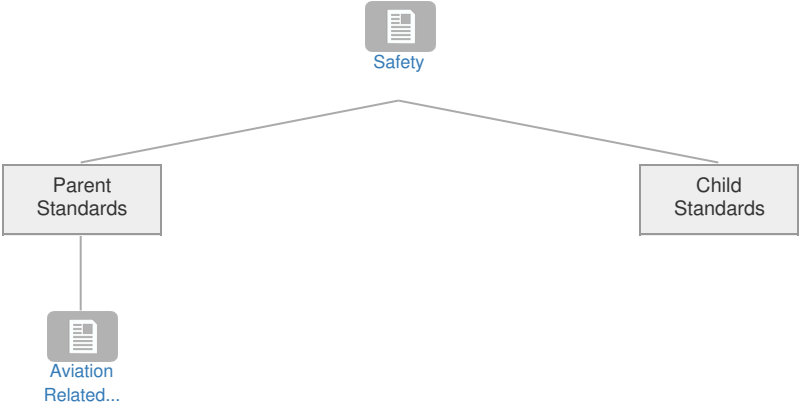 Safety
Parent
Standards
Child
Standards
Aviation
Related...